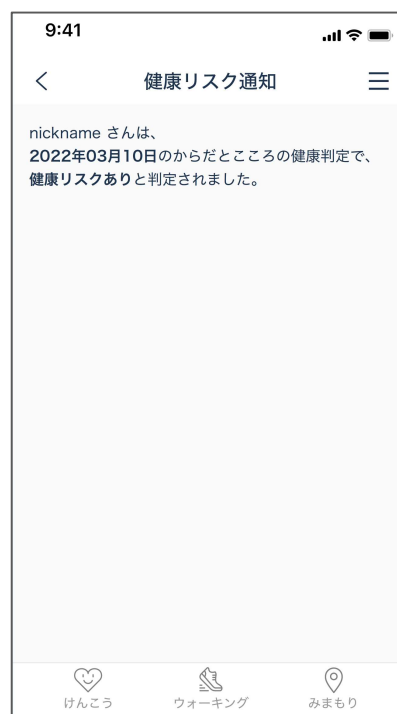 9:41
健康リスク通知
nickname さんは、
2022年03月10日のからだとこころの健康判定で、
健康リスクありと判定されました。
けんこう
ウォーキング
みまもり